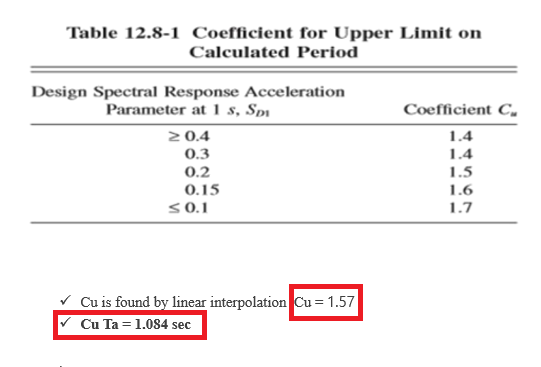 Table 12.8-1 Coefficient for Upper Limit on
Calculated Period
Design Spectral Response Acceleration
Parameter at 1 s, S_D1 Coefficient C_u
≥ 0.4 1.4
0.3 1.4
0.2 1.5
0.15 1.6
≤ 0.1 1.7
✓ Cu is found by linear interpolation Cu = 1.57
✓ Cu Ta = 1.084 sec